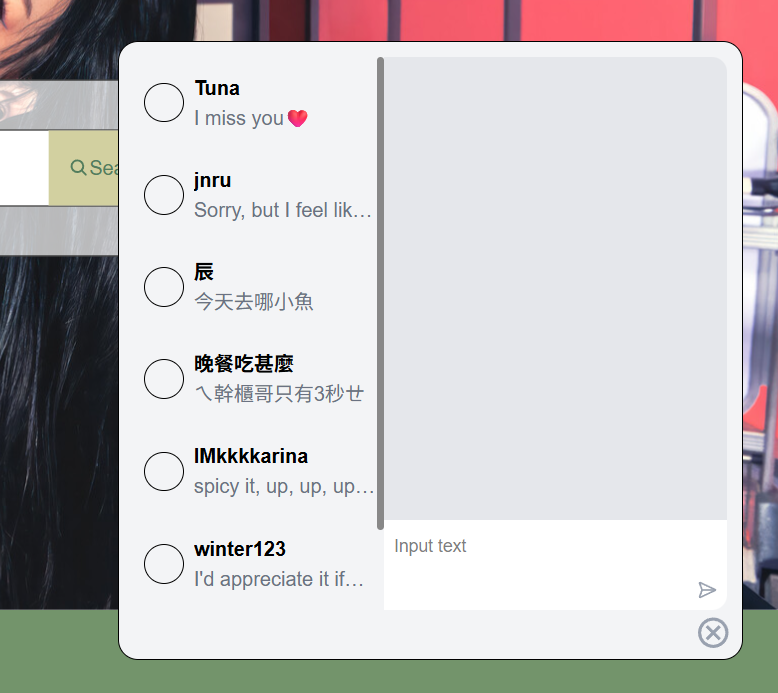 Sea
Tuna
I miss you❤️
jnru
Sorry, but I feel lik...
辰
今天去哪小魚
晚餐吃甚麼
ㄟ幹櫃哥只有3秒ㄝ
IMkkkkarina
spicy it, up, up, up...
winter123
I'd appreciate it if...
Input text